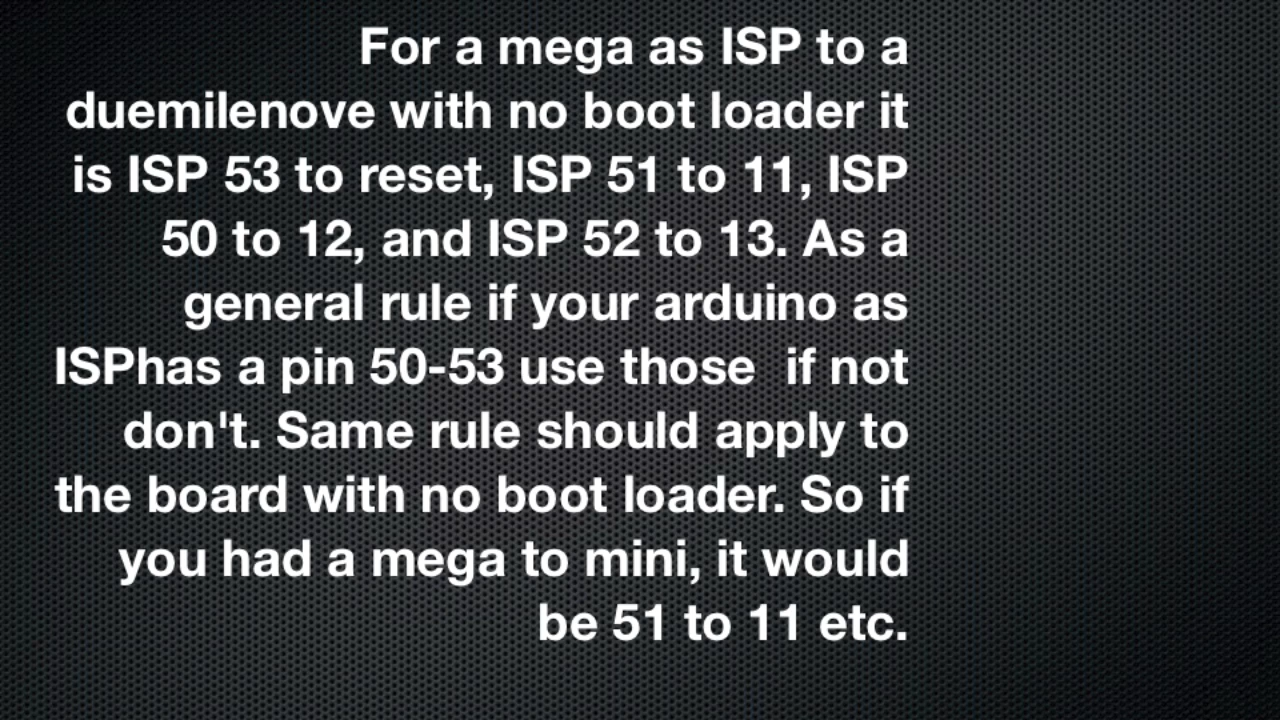 For a mega as ISP to a
duemilenove with no boot loader it
is ISP 53 to reset, ISP 51 to 11, ISP
50 to 12, and ISP 52 to 13. As a
general rule if your arduino as
ISPhas a pin 50-53 use those  if not
don't. Same rule should apply to
the board with no boot loader. So if
you had a mega to mini, it would
be 51 to 11 etc.